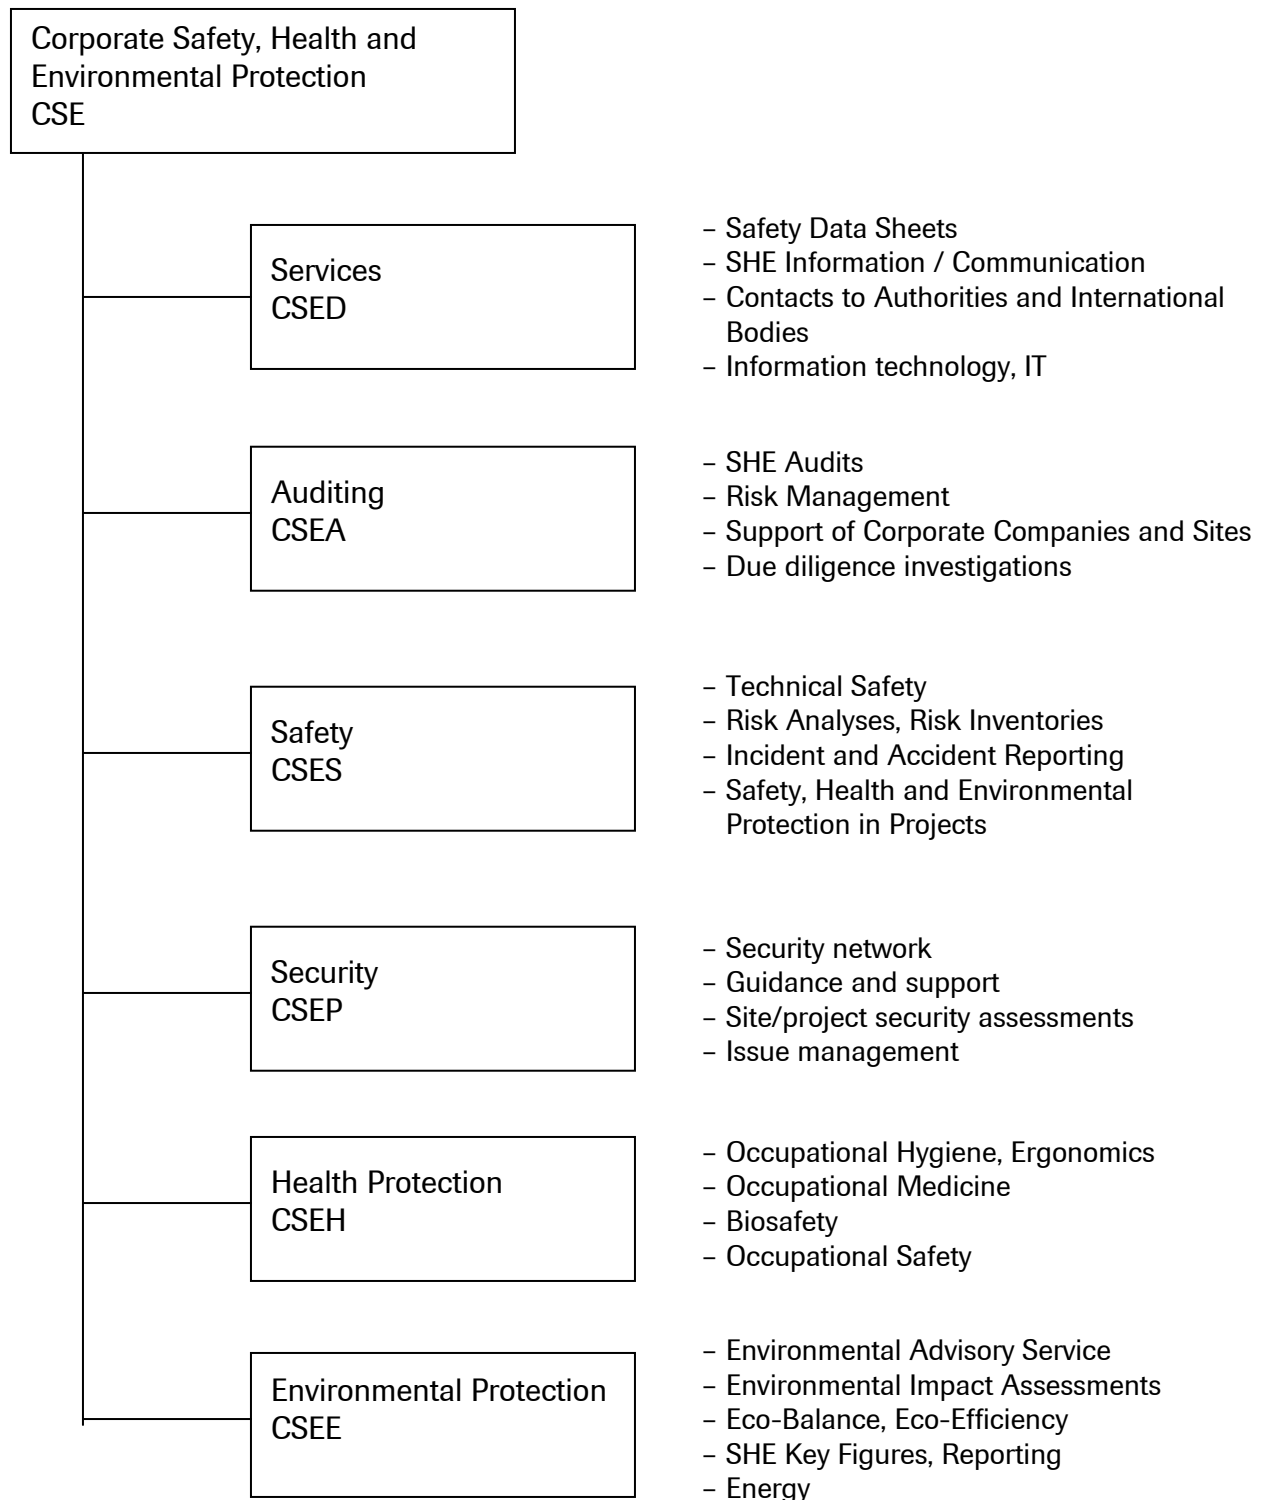 Corporate Safety, Health and
Environmental Protection
CSE
Services
CSED
– Safety Data Sheets
– SHE Information / Communication
– Contacts to Authorities and International
Bodies
– Information technology, IT
Auditing
CSEA
– SHE Audits
– Risk Management
– Support of Corporate Companies and Sites
– Due diligence investigations
Safety
CSES
– Technical Safety
– Risk Analyses, Risk Inventories
– Incident and Accident Reporting
– Safety, Health and Environmental
Protection in Projects
Security
CSEP
– Security network
– Guidance and support
– Site/project security assessments
– Issue management
Health Protection
CSEH
– Occupational Hygiene, Ergonomics
– Occupational Medicine
– Biosafety
– Occupational Safety
Environmental Protection
CSEE
– Environmental Advisory Service
– Environmental Impact Assessments
– Eco-Balance, Eco-Efficiency
– SHE Key Figures, Reporting
– Energy